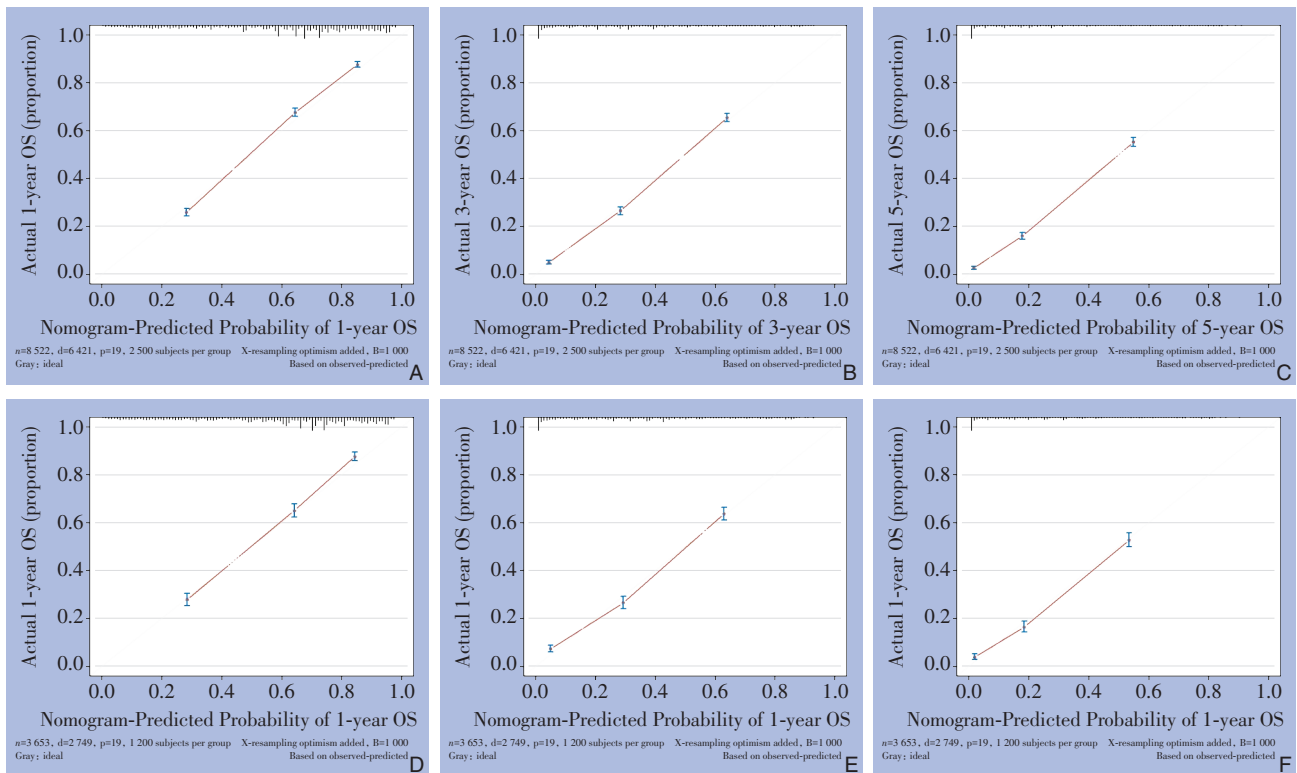 Actual 1-year OS (proportion)
1.0
0.8
0.6
0.4
0.2
0.0
0.0 0.2 0.4 0.6 0.8 1.0
Nomogram-Predicted Probability of 1-year OS
n=8 522, d=6 421, p=19, 2 500 subjects per group X-resampling optimism added, B=1 000
Gray: ideal Based on observed-predicted
A
Actual 3-year OS (proportion)
1.0
0.8
0.6
0.4
0.2
0.0
0.0 0.2 0.4 0.6 0.8 1.0
Nomogram-Predicted Probability of 3-year OS
n=8 522, d=6 421, p=19, 2 500 subjects per group X-resampling optimism added, B=1 000
Gray: ideal Based on observed-predicted
B
Actual 5-year OS (proportion)
1.0
0.8
0.6
0.4
0.2
0.0
0.0 0.2 0.4 0.6 0.8 1.0
Nomogram-Predicted Probability of 5-year OS
n=8 522, d=6 421, p=19, 2 500 subjects per group X-resampling optimism added, B=1 000
Gray: ideal Based on observed-predicted
C
Actual 1-year OS (proportion)
1.0
0.8
0.6
0.4
0.2
0.0
0.0 0.2 0.4 0.6 0.8 1.0
Nomogram-Predicted Probability of 1-year OS
n=3 653, d=2 749, p=19, 1 200 subjects per group X-resampling optimism added, B=1 000
Gray: ideal Based on observed-predicted
D
Actual 1-year OS (proportion)
1.0
0.8
0.6
0.4
0.2
0.0
0.0 0.2 0.4 0.6 0.8 1.0
Nomogram-Predicted Probability of 1-year OS
n=3 653, d=2 749, p=19, 1 200 subjects per group X-resampling optimism added, B=1 000
Gray: ideal Based on observed-predicted
E
Actual 1-year OS (proportion)
1.0
0.8
0.6
0.4
0.2
0.0
0.0 0.2 0.4 0.6 0.8 1.0
Nomogram-Predicted Probability of 1-year OS
n=3 653, d=2 749, p=19, 1 200 subjects per group X-resampling optimism added, B=1 000
Gray: ideal Based on observed-predicted
F